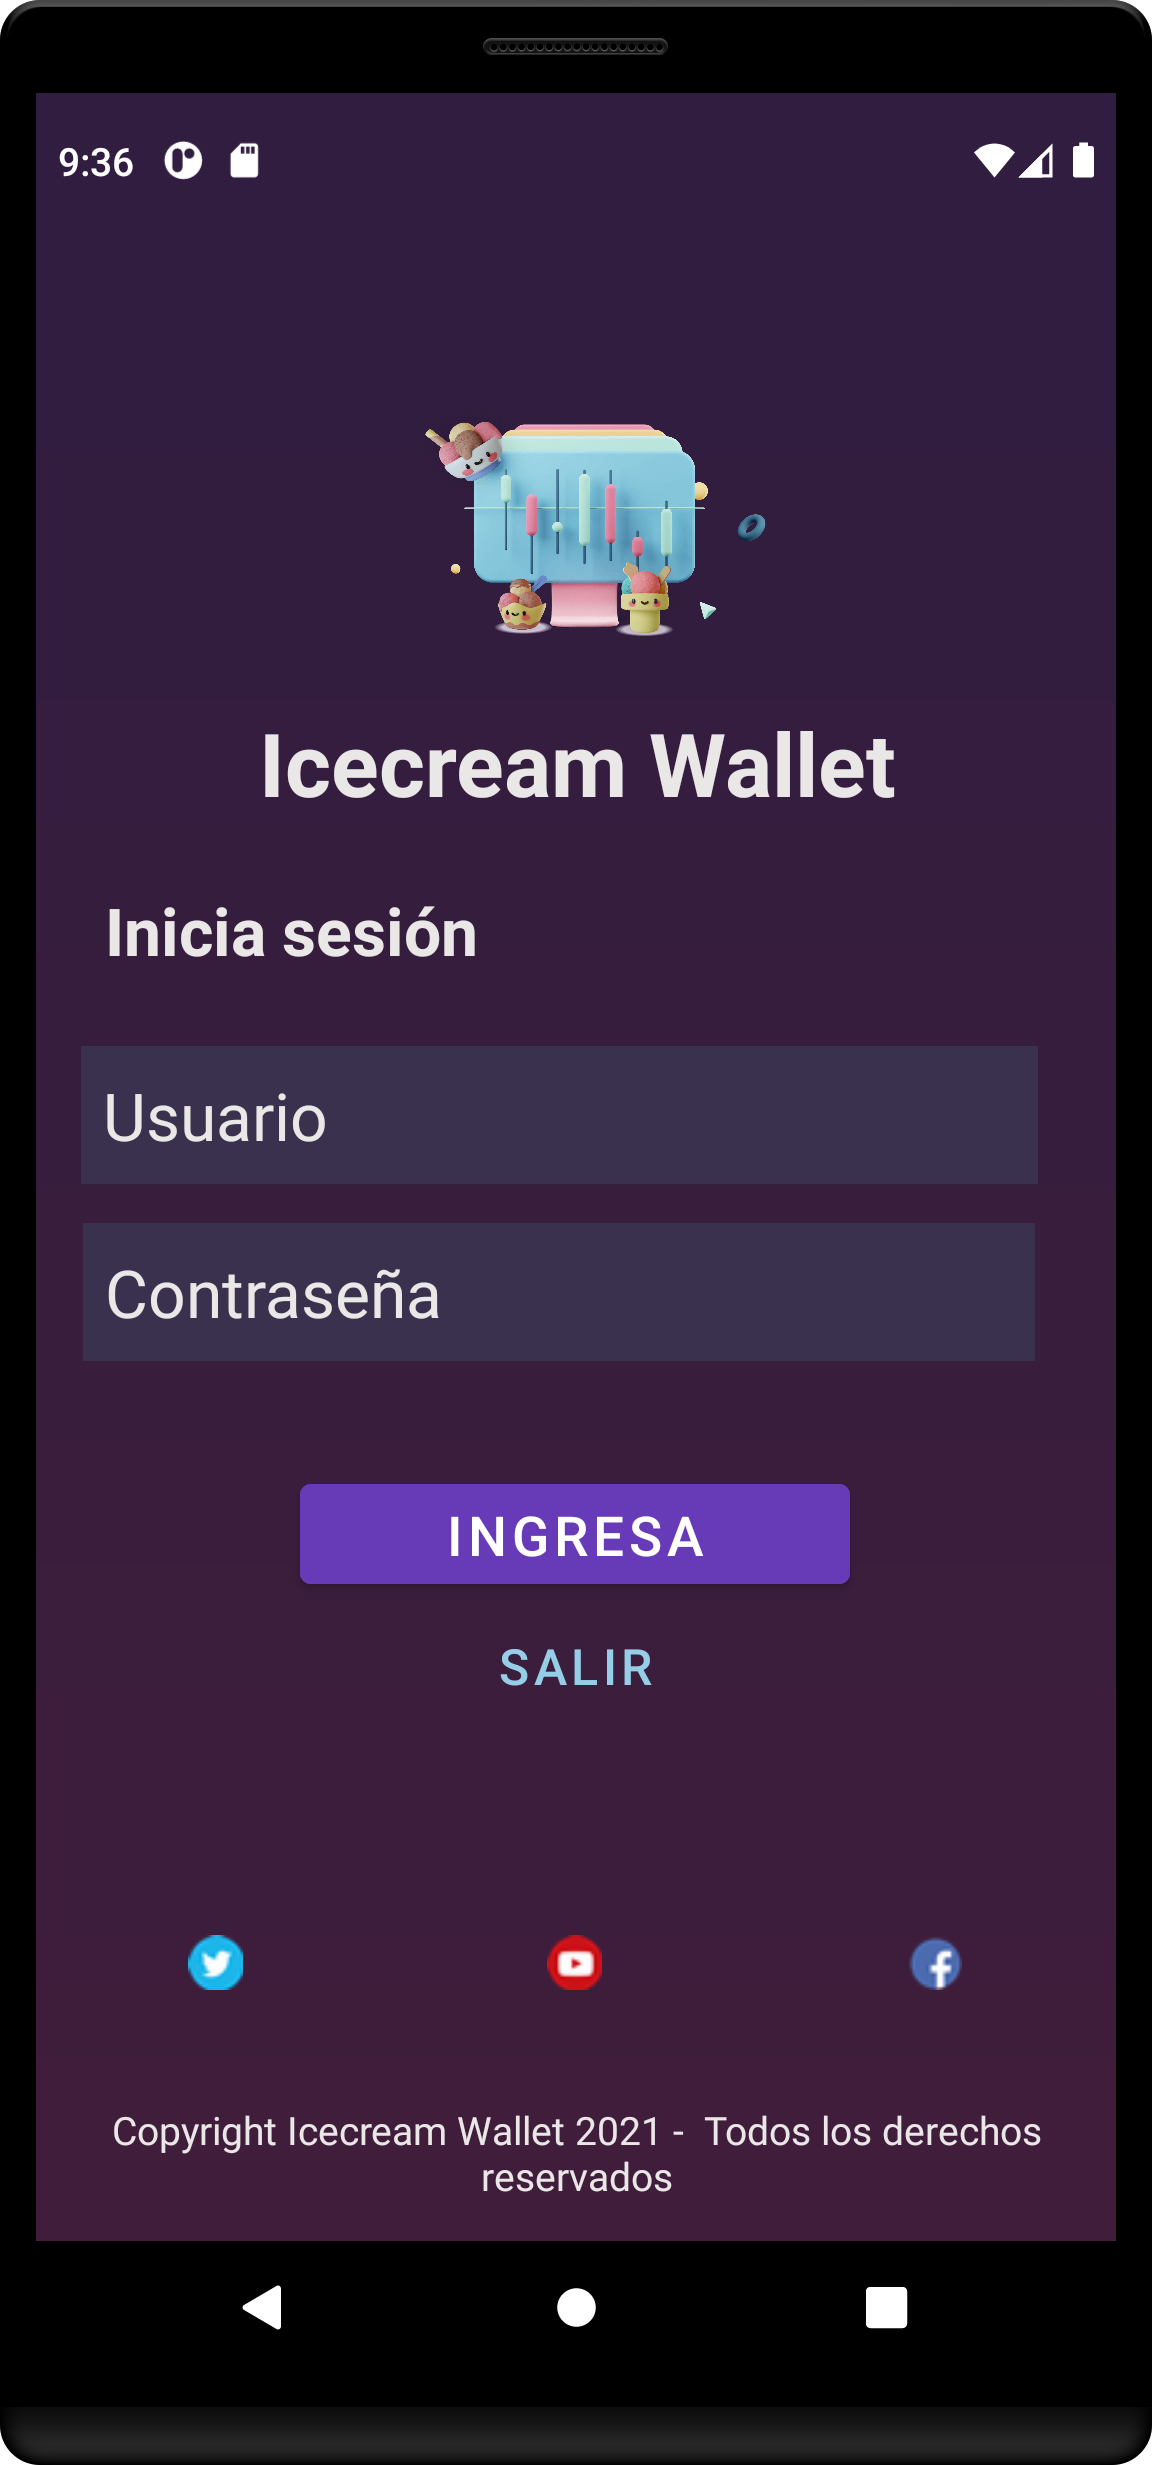 9:36
Icecream Wallet
Inicia sesión
Usuario
Contraseña
INGRESA
SALIR
Copyright Icecream Wallet 2021 -  Todos los derechos
reservados